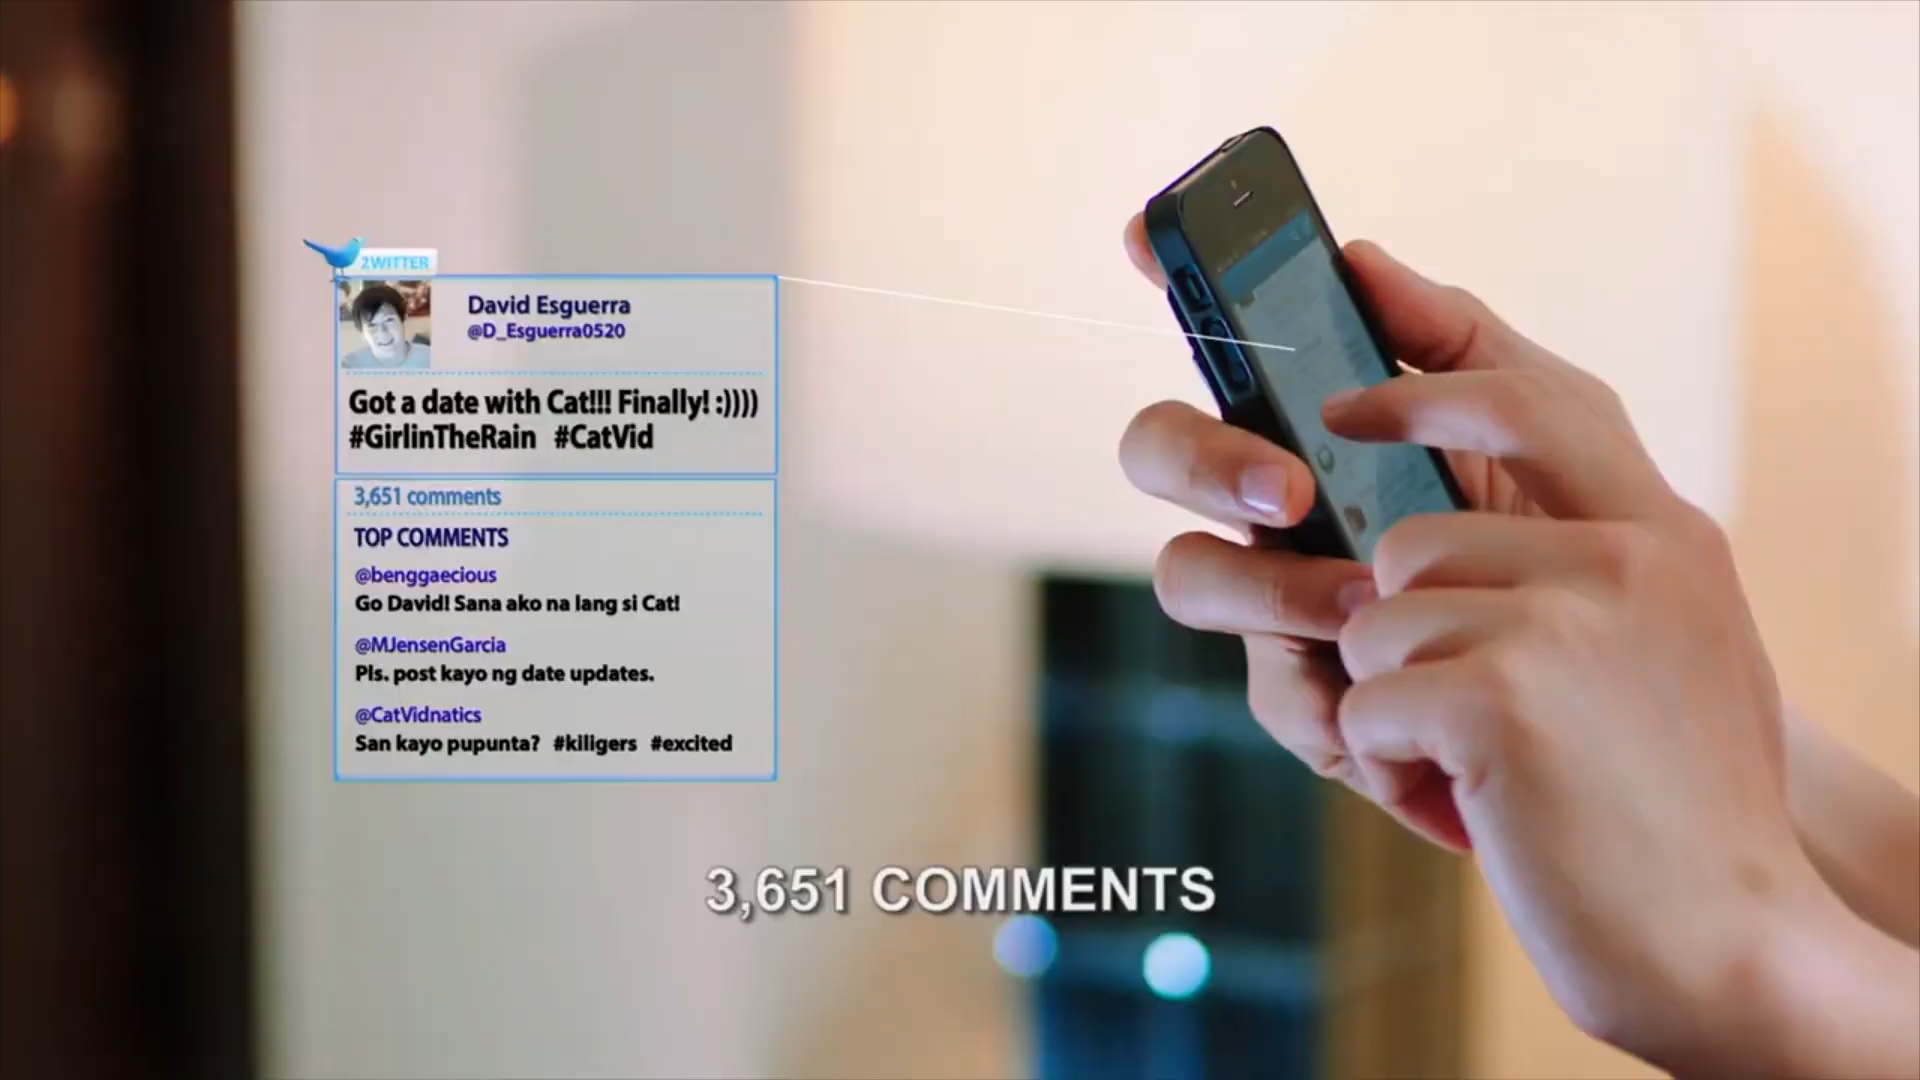 2WITTER
David Esguerra
@D_Esguerra0520
Got a date with Cat!!! Finally! :))))
#GirlinTheRain #CatVid
3,651 comments
TOP COMMENTS
@benggaecious
Go David! Sana ako na lang si Cat!
@MJensenGarcia
Pls. post kayo ng date updates.
@CatVidnatics
San kayo pupunta? #kiligers #excited
3,651 COMMENTS